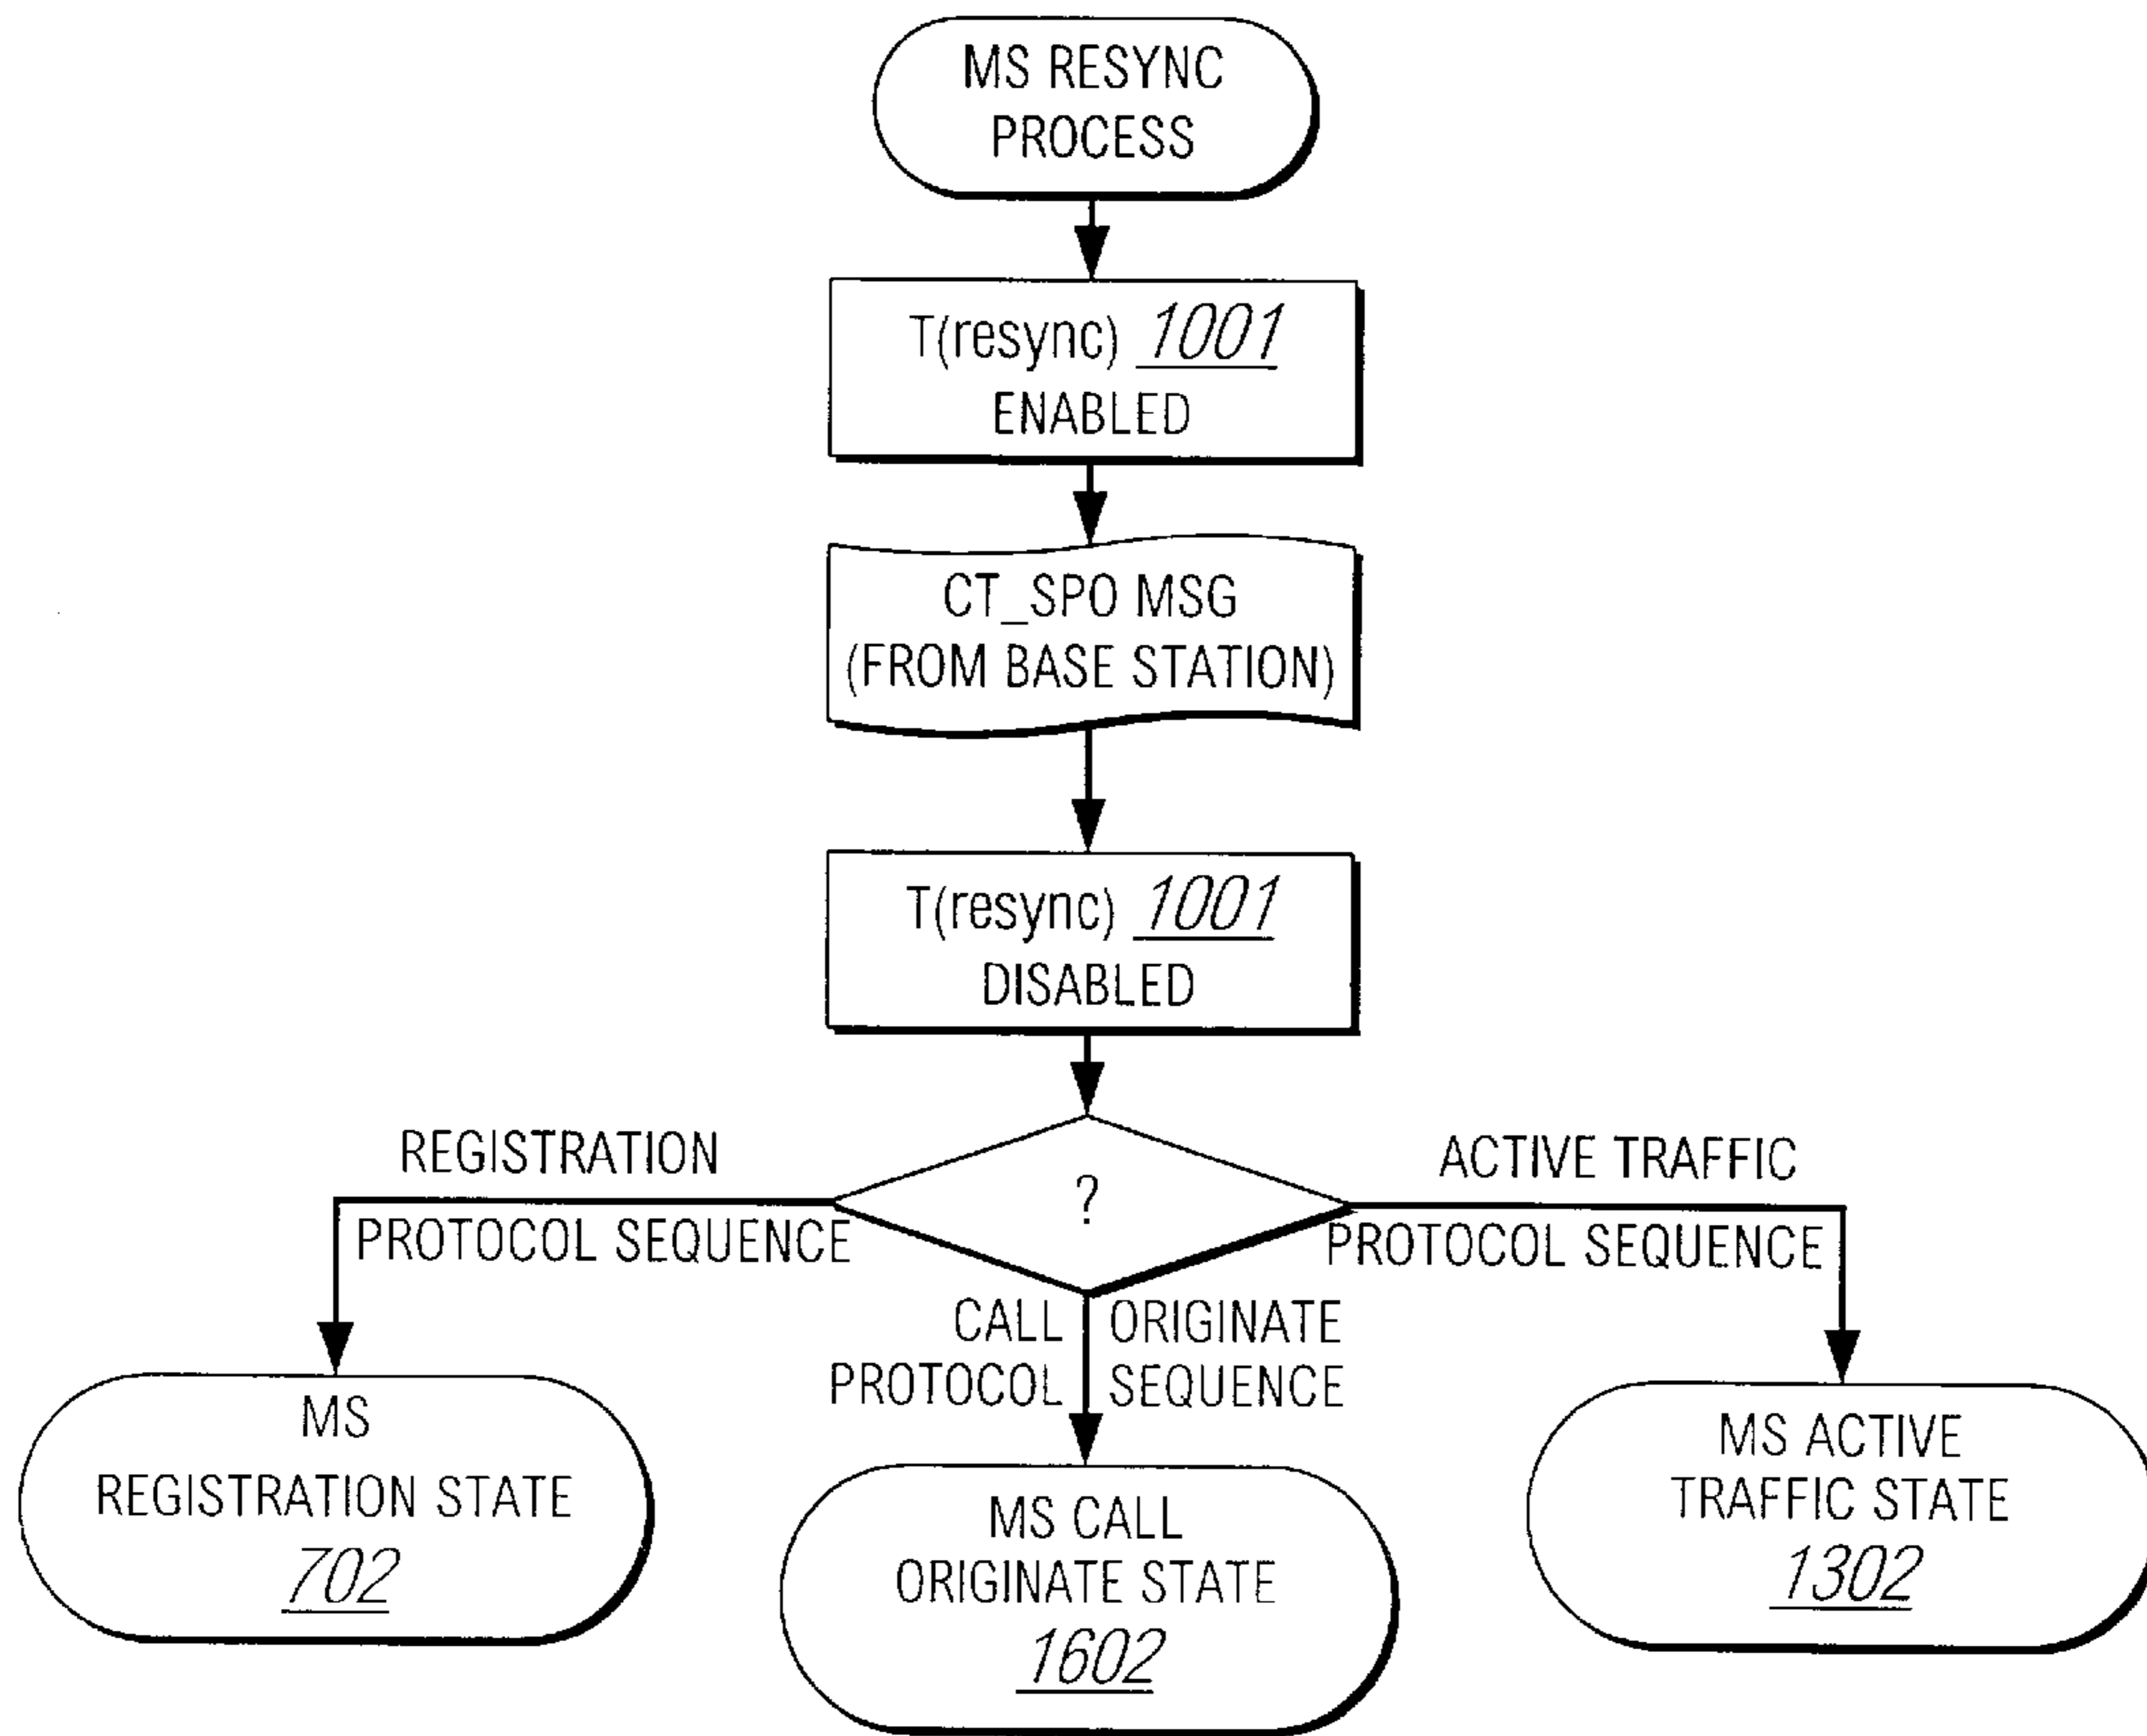 MS RESYNC
PROCESS
T(resync) 1001
ENABLED
CT_SPO MSG
(FROM BASE STATION)
T(resync) 1001
DISABLED
?
REGISTRATION
PROTOCOL SEQUENCE
CALL ORIGINATE
PROTOCOL SEQUENCE
ACTIVE TRAFFIC
PROTOCOL SEQUENCE
MS
REGISTRATION STATE
702
MS CALL
ORIGINATE STATE
1602
MS ACTIVE
TRAFFIC STATE
1302